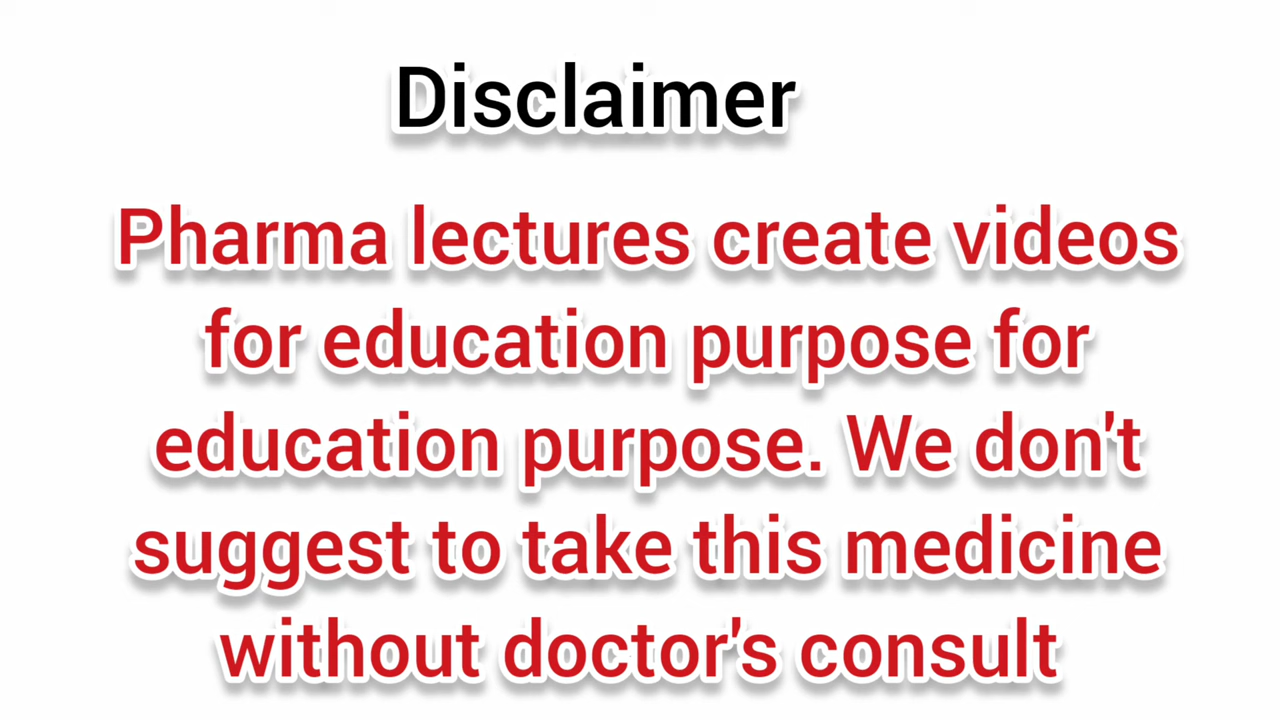 Disclaimer
Pharma lectures create videos
for education purpose for
education purpose. We don't
suggest to take this medicine
without doctor's consult